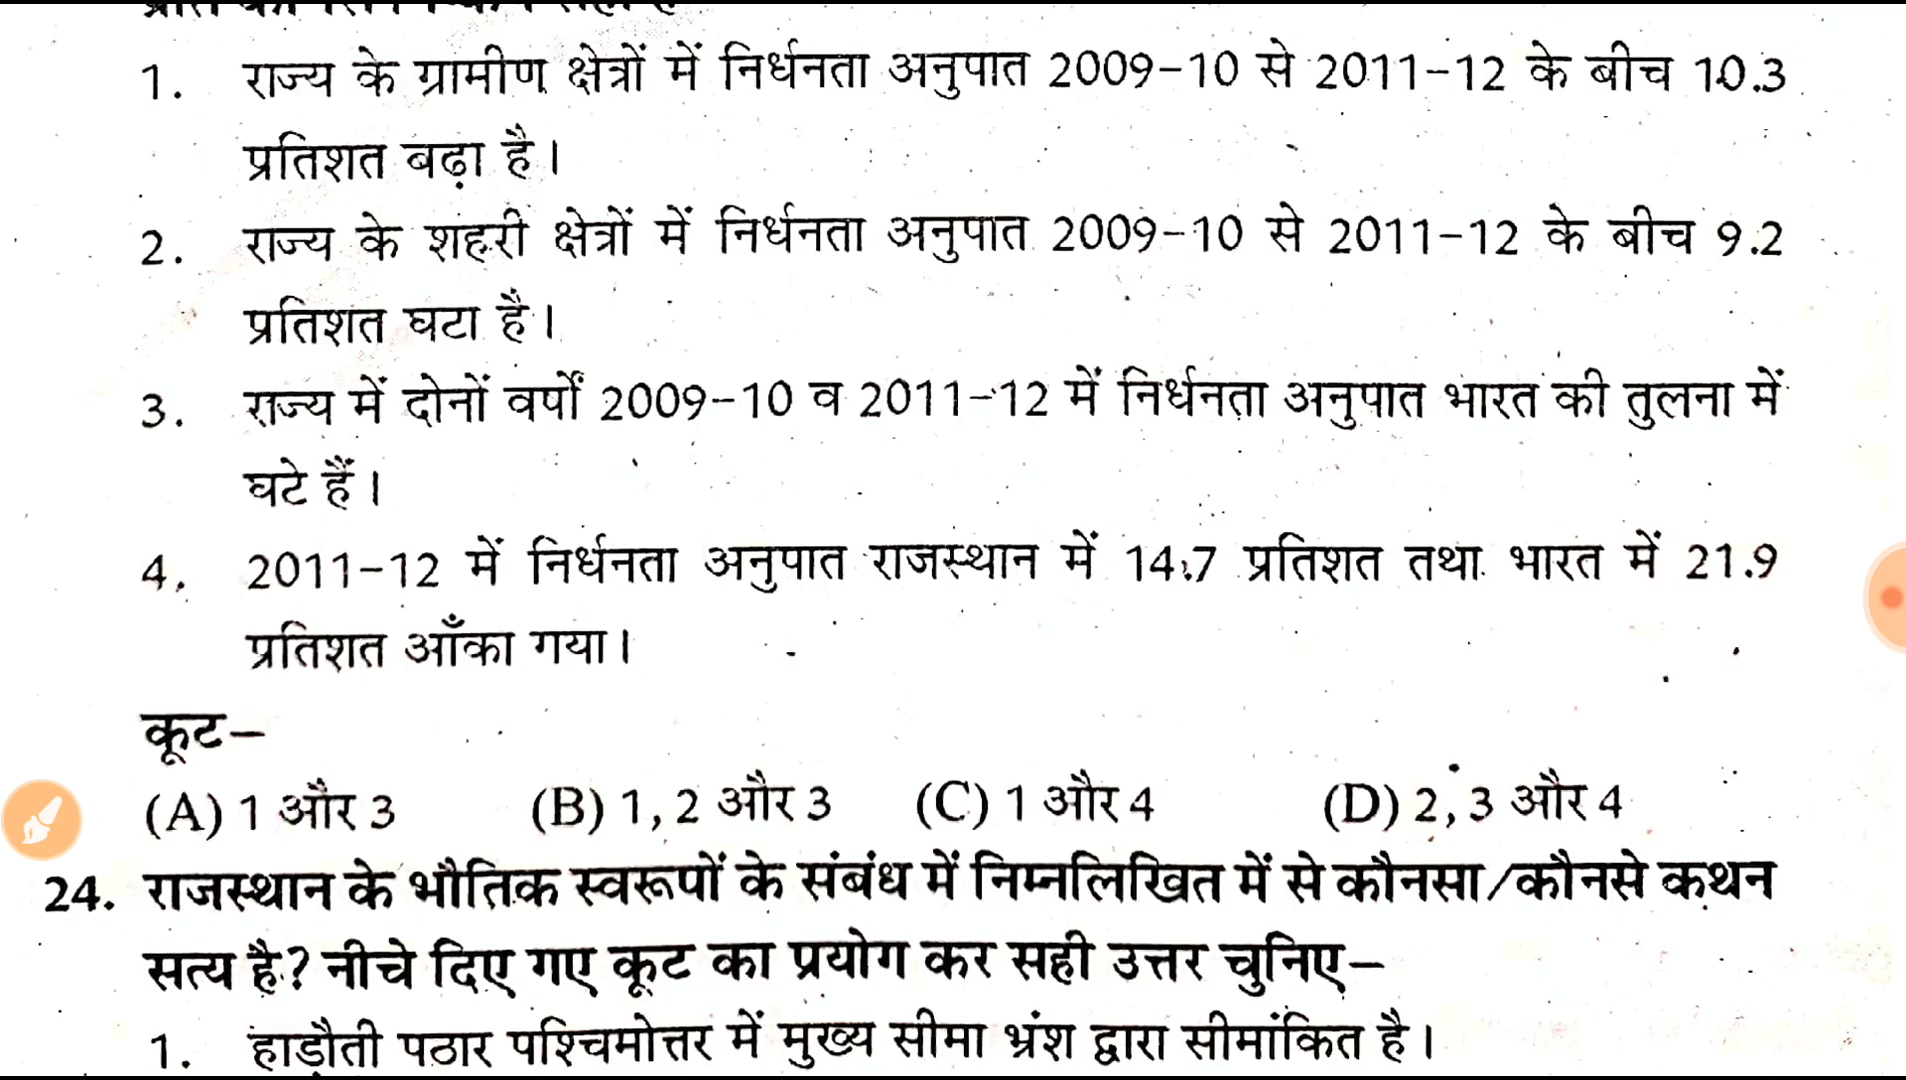 1. राज्य के ग्रामीण क्षेत्रों में निर्धनता अनुपात 2009-10 से 2011-12 के बीच 10.3
प्रतिशत बढ़ा है।
2. राज्य के शहरी क्षेत्रों में निर्धनता अनुपात 2009-10 से 2011-12 के बीच 9.2
प्रतिशत घटा है।
3. राज्य में दोनों वर्षों 2009-10 व 2011-12 में निर्धनता अनुपात भारत की तुलना में
घटे हैं।
4. 2011-12 में निर्धनता अनुपात राजस्थान में 14.7 प्रतिशत तथा भारत में 21.9
प्रतिशत आँका गया।
कूट–
(A) 1 और 3 (B) 1, 2 और 3 (C) 1 और 4 (D) 2, 3 और 4
24. राजस्थान के भौतिक स्वरूपों के संबंध में निम्नलिखित में से कौनसा/कौनसे कथन
सत्य है? नीचे दिए गए कूट का प्रयोग कर सही उत्तर चुनिए–
1. हाड़ौती पठार पश्चिमोत्तर में मुख्य सीमा भ्रंश द्वारा सीमांकित है।